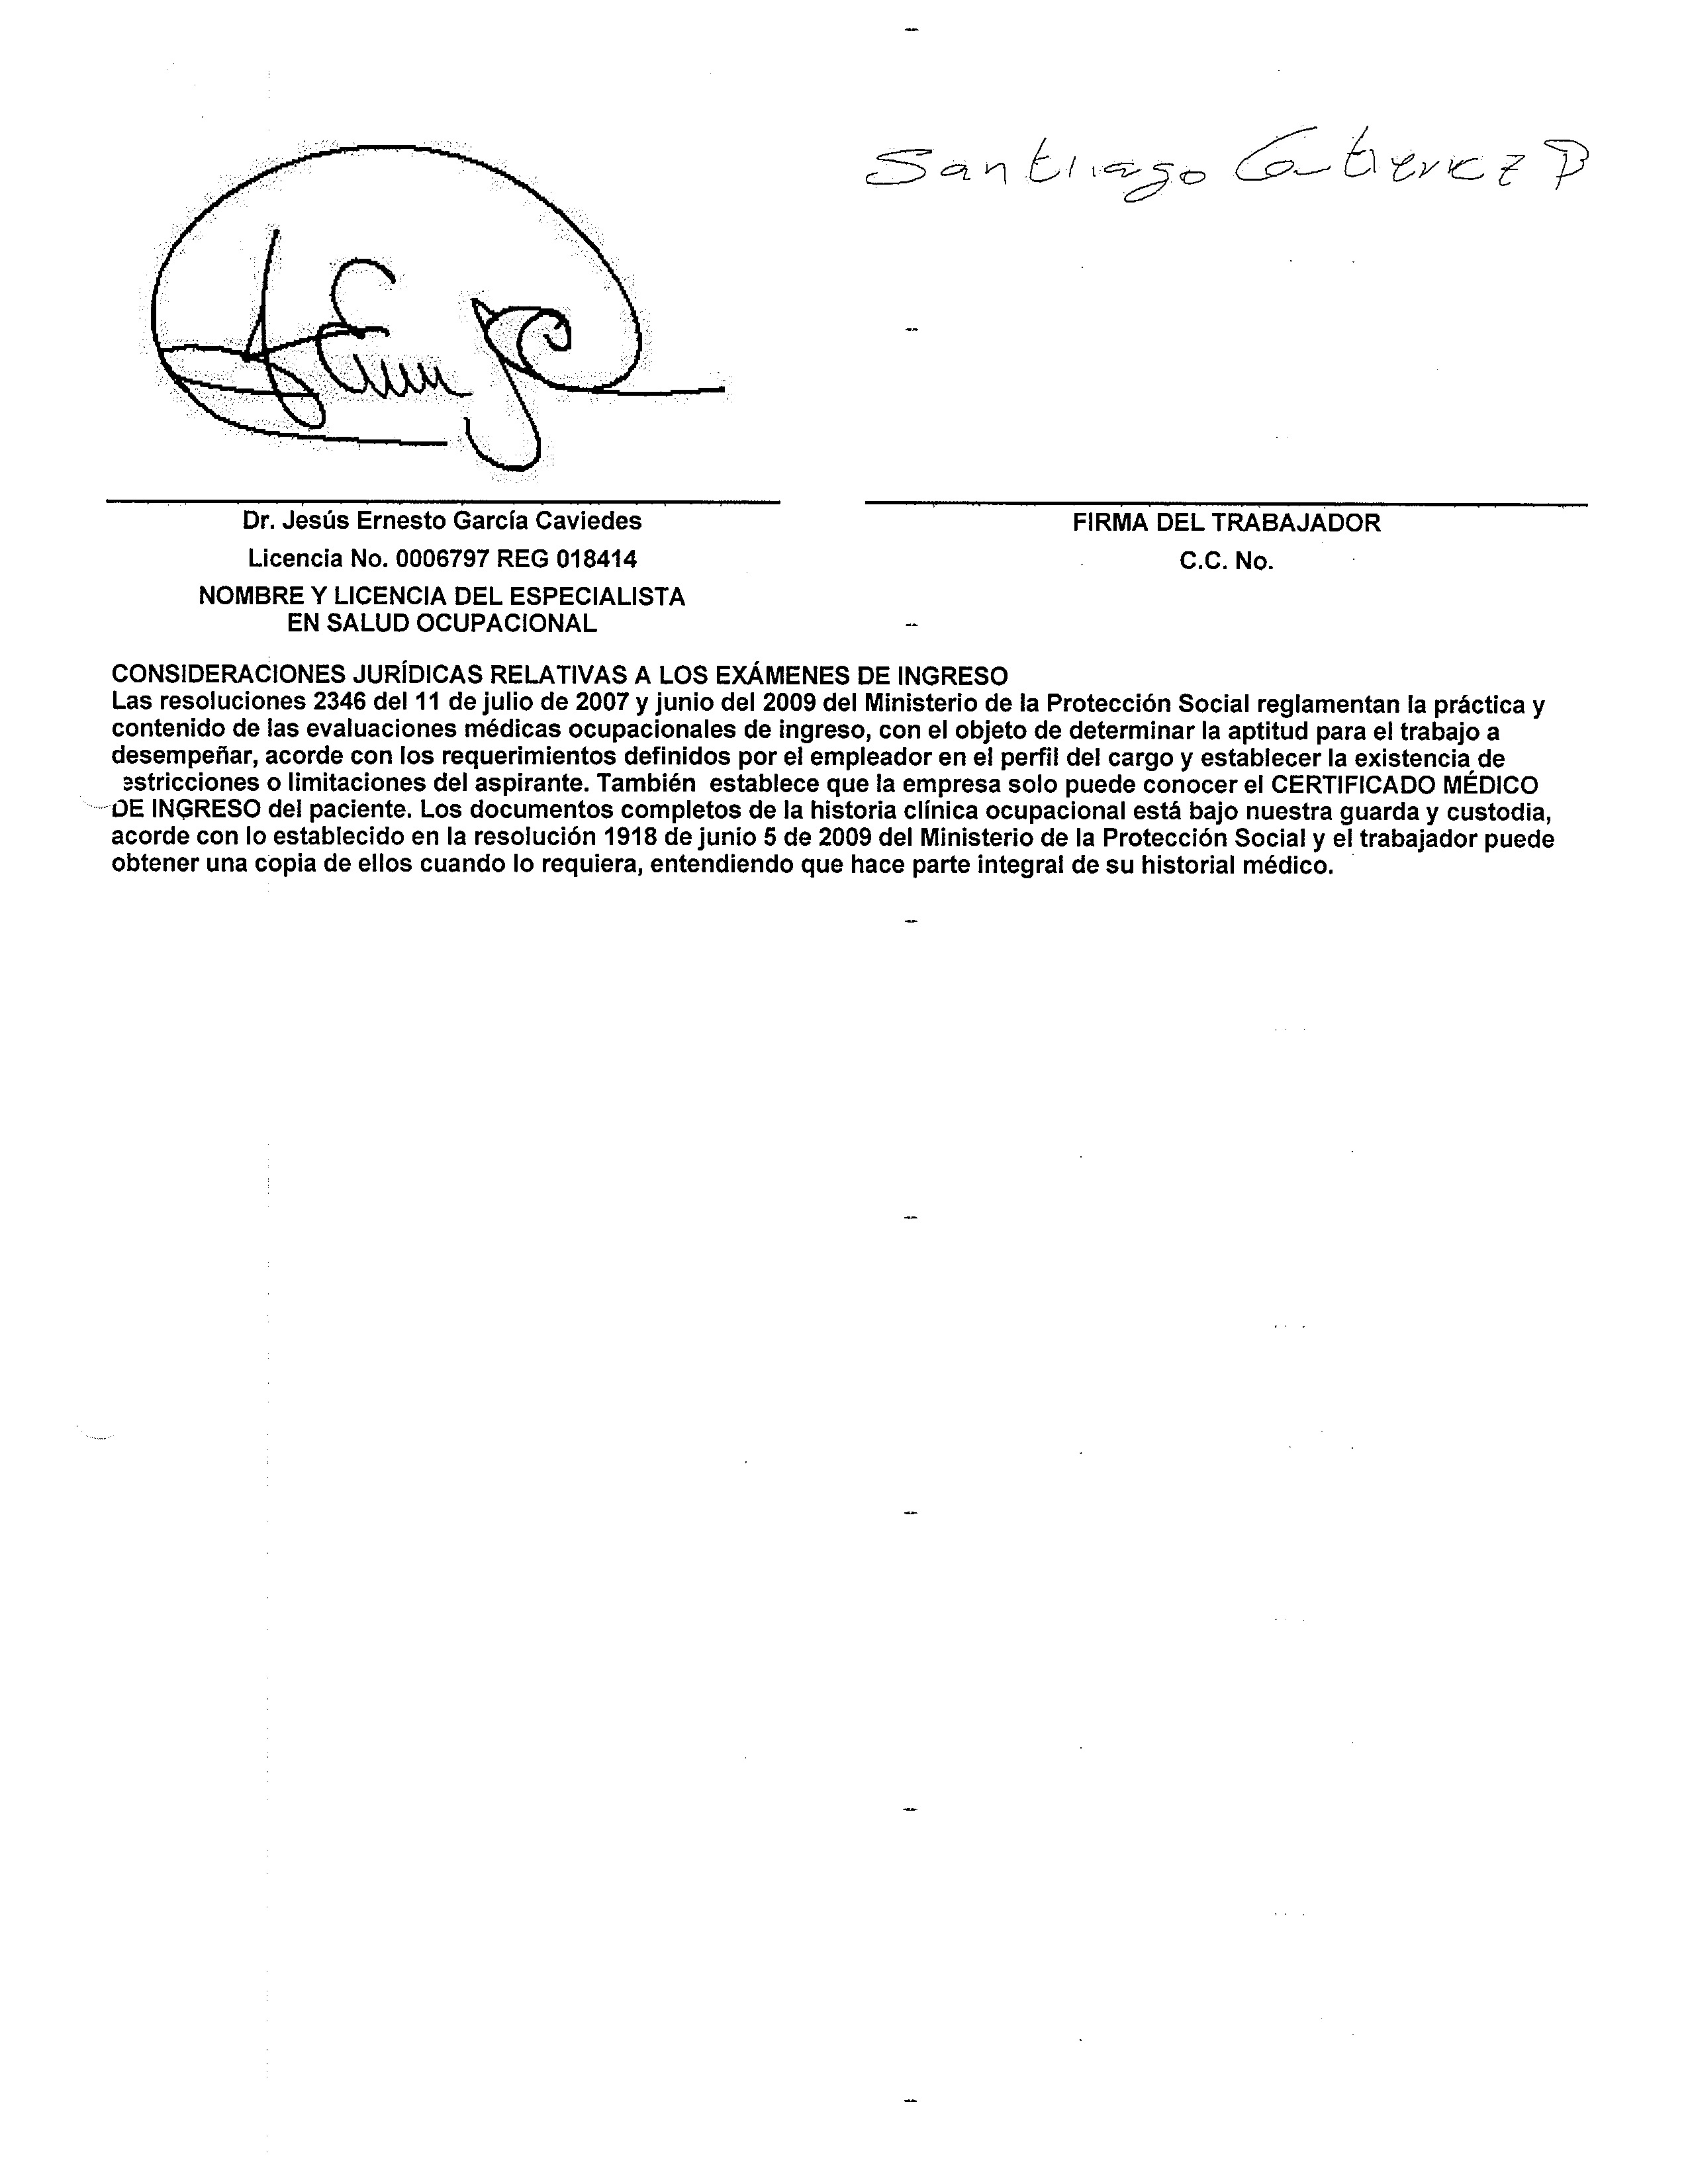 Santiago Gutierrez P
Dr. Jesús Ernesto García Caviedes
Licencia No. 0006797 REG 018414
NOMBRE Y LICENCIA DEL ESPECIALISTA
EN SALUD OCUPACIONAL
FIRMA DEL TRABAJADOR
C.C. No.
CONSIDERACIONES JURÍDICAS RELATIVAS A LOS EXÁMENES DE INGRESO
Las resoluciones 2346 del 11 de julio de 2007 y junio del 2009 del Ministerio de la Protección Social reglamentan la práctica y
contenido de las evaluaciones médicas ocupacionales de ingreso, con el objeto de determinar la aptitud para el trabajo a
desempeñar, acorde con los requerimientos definidos por el empleador en el perfil del cargo y establecer la existencia de
estricciones o limitaciones del aspirante. También establece que la empresa solo puede conocer el CERTIFICADO MÉDICO
DE INGRESO del paciente. Los documentos completos de la historia clínica ocupacional está bajo nuestra guarda y custodia,
acorde con lo establecido en la resolución 1918 de junio 5 de 2009 del Ministerio de la Protección Social y el trabajador puede
obtener una copia de ellos cuando lo requiera, entendiendo que hace parte integral de su historial médico.